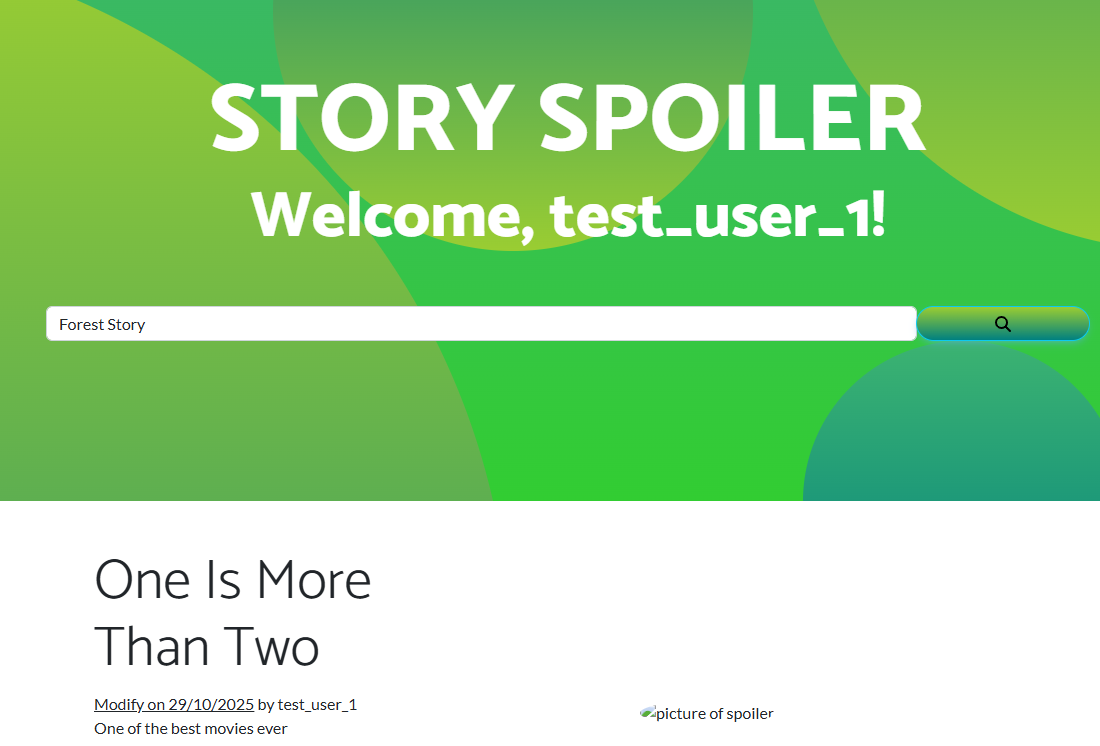 STORY SPOILER
Welcome, test_user_1!
Forest Story
One Is More
Than Two
Modify on 29/10/2025 by test_user_1
One of the best movies ever
picture of spoiler